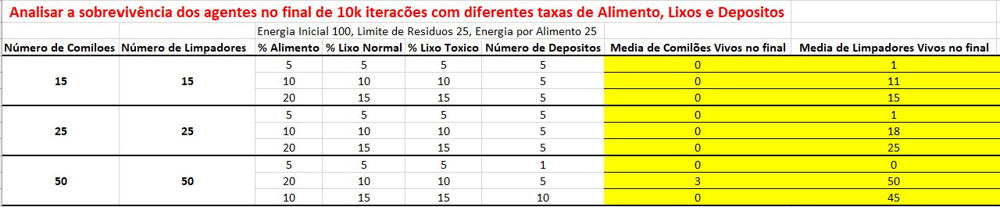 Analisar a sobrevivência dos agentes no final de 10k iteracões com diferentes taxas de Alimento, Lixos e Depositos
Energia Inicial 100, Limite de Residuos 25, Energia por Alimento 25
Número de Comiloes Número de Limpadores % Alimento % Lixo Normal % Lixo Toxico Número de Depositos Media de Comilões Vivos no final Media de Limpadores Vivos no final
5 5 5 5 0 1
15 15 10 10 10 5 0 11
20 15 15 5 0 15
5 5 5 5 0 1
25 25 10 10 10 5 0 18
20 15 15 5 0 25
5 5 5 1 0 0
50 50 20 10 10 5 3 50
10 15 15 10 0 45